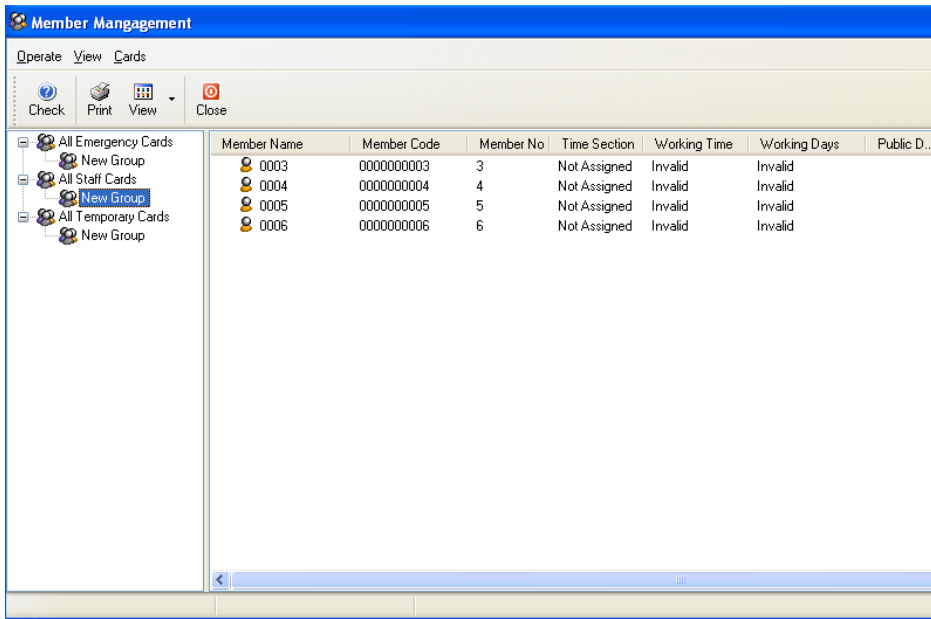 Member Mangagement
Operate View Cards
Check Print View Close
All Emergency Cards
New Group
All Staff Cards
New Group
All Temporary Cards
New Group
Member Name Member Code Member No Time Section Working Time Working Days Public D...
0003 0000000003 3 Not Assigned Invalid Invalid
0004 0000000004 4 Not Assigned Invalid Invalid
0005 0000000005 5 Not Assigned Invalid Invalid
0006 0000000006 6 Not Assigned Invalid Invalid